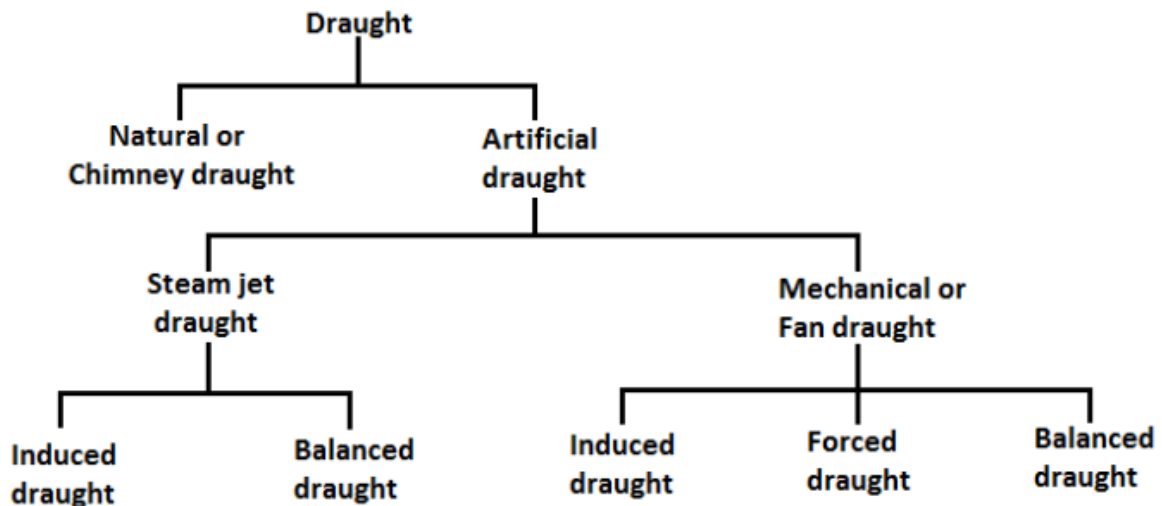 Draught
Natural or
Chimney draught
Artificial
draught
Steam jet
draught
Mechanical or
Fan draught
Induced
draught
Balanced
draught
Induced
draught
Forced
draught
Balanced
draught